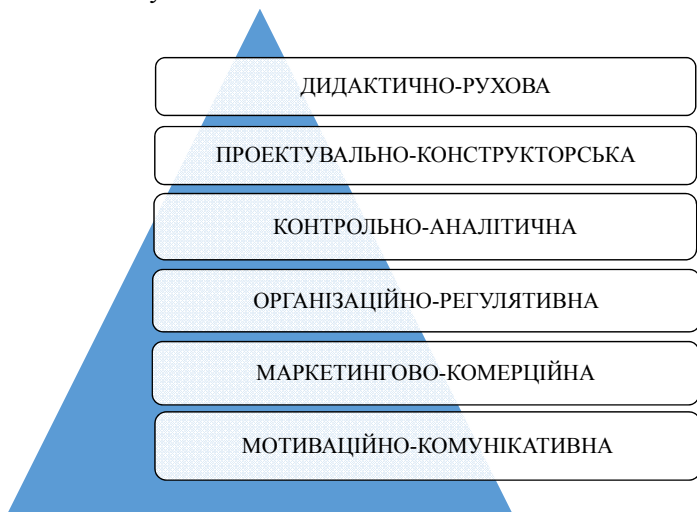 ДИДАКТИЧНО-РУХОВА
ПРОЕКТУВАЛЬНО-КОНСТРУКТОРСЬКА
КОНТРОЛЬНО-АНАЛІТИЧНА
ОРГАНІЗАЦІЙНО-РЕГУЛЯТИВНА
МАРКЕТИНГОВО-КОМЕРЦІЙНА
МОТИВАЦІЙНО-КОМУНІКАТИВНА